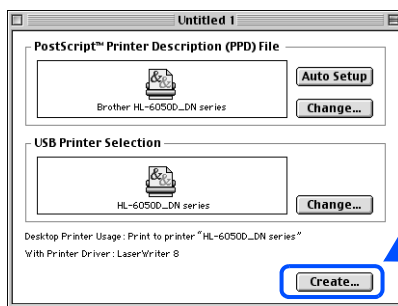 Untitled 1
PostScript™ Printer Description (PPD) File
Auto Setup
Brother HL-6050D_DN series
Change...
USB Printer Selection
HL-6050D_DN series
Change...
Desktop Printer Usage : Print to printer "HL-6050D_DN series"
With Printer Driver : LaserWriter 8
Create...